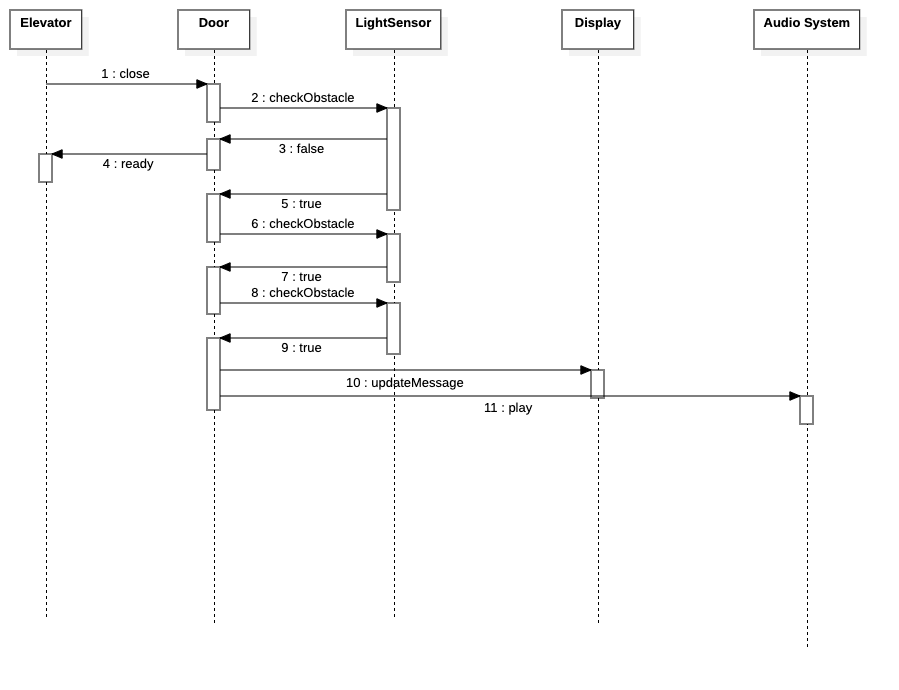 Elevator
Door
LightSensor
Display
Audio System
1 : close
2 : checkObstacle
3 : false
4 : ready
5 : true
6 : checkObstacle
7 : true
8 : checkObstacle
9 : true
10 : updateMessage
11 : play